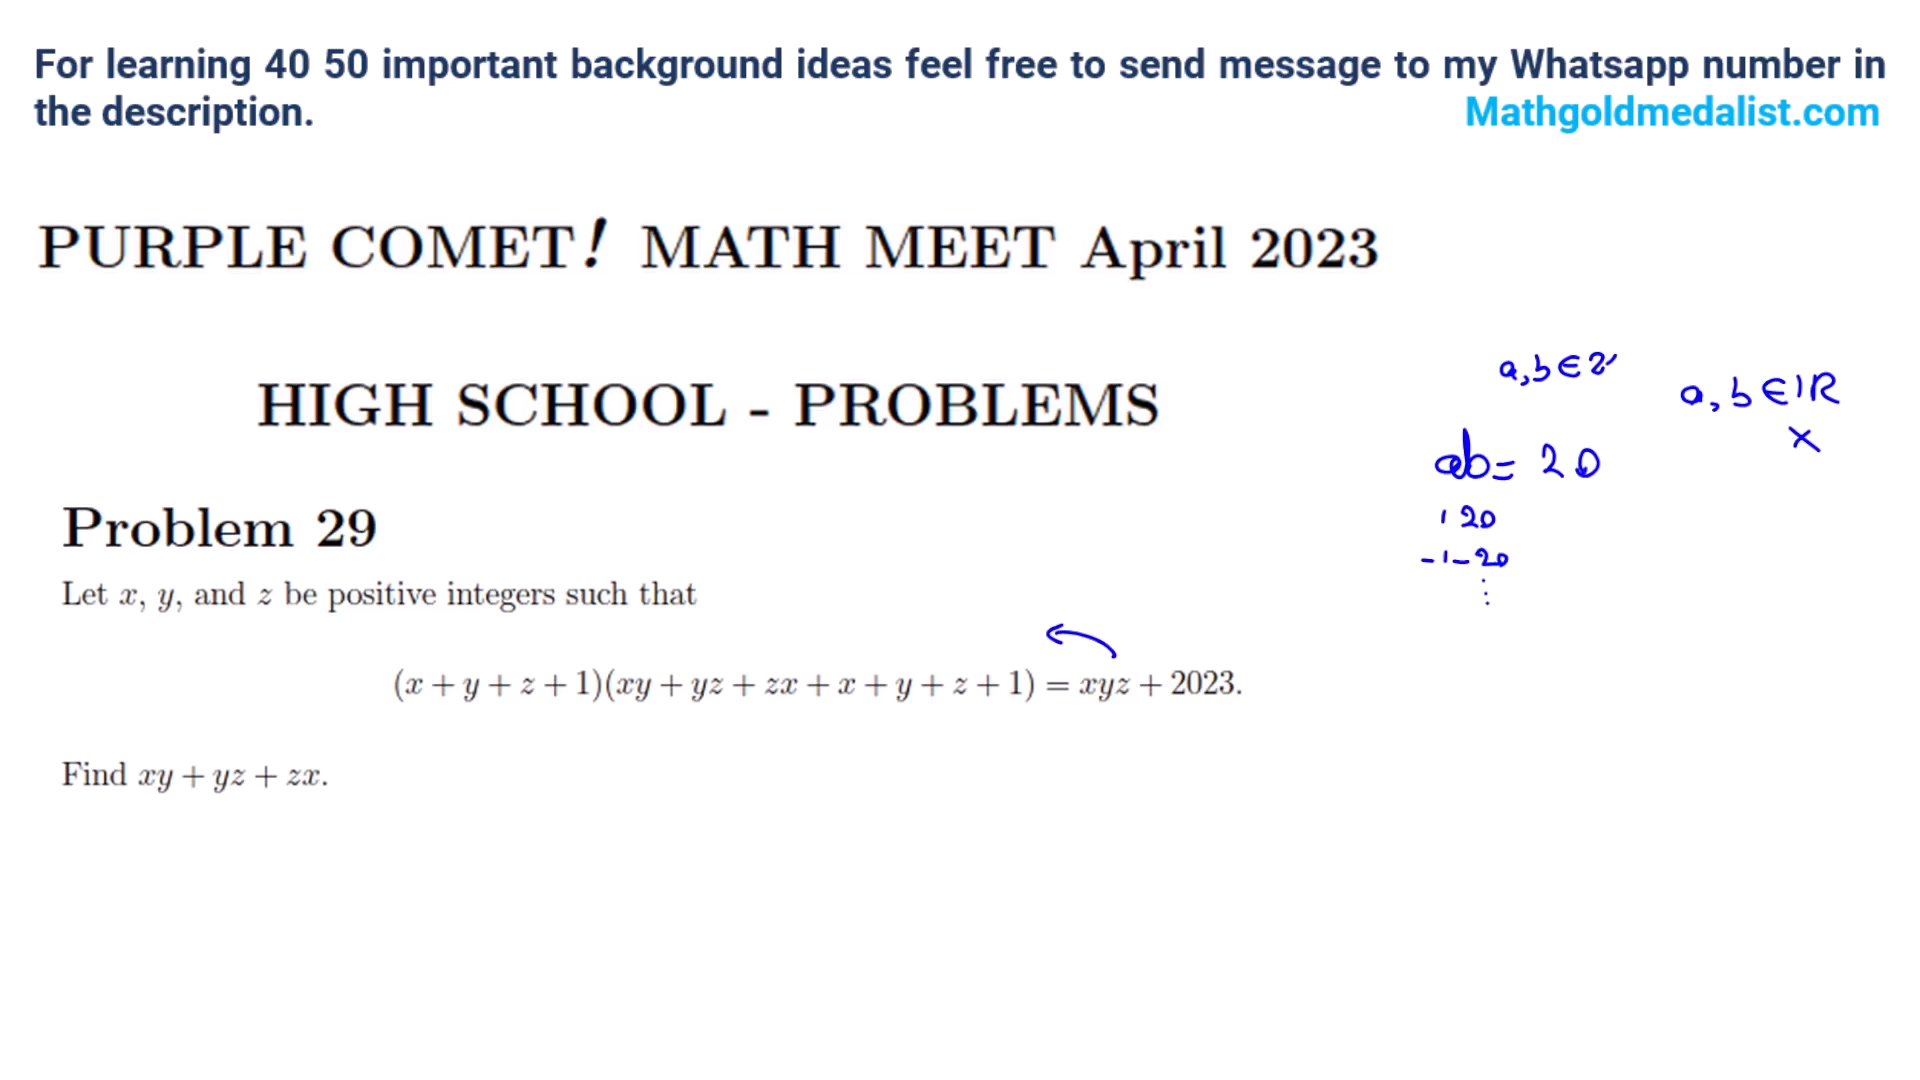 For learning 40 50 important background ideas feel free to send message to my Whatsapp number in
the description. Mathgoldmedalist.com
PURPLE COMET! MATH MEET April 2023
HIGH SCHOOL - PROBLEMS
a,b∈ℤ
a,b∈ℝ
×
ab= 20
1 20
-1-20
⋮
Problem 29
Let x, y, and z be positive integers such that
(x + y + z + 1)(xy + yz + zx + x + y + z + 1) = xyz + 2023.
Find xy + yz + zx.